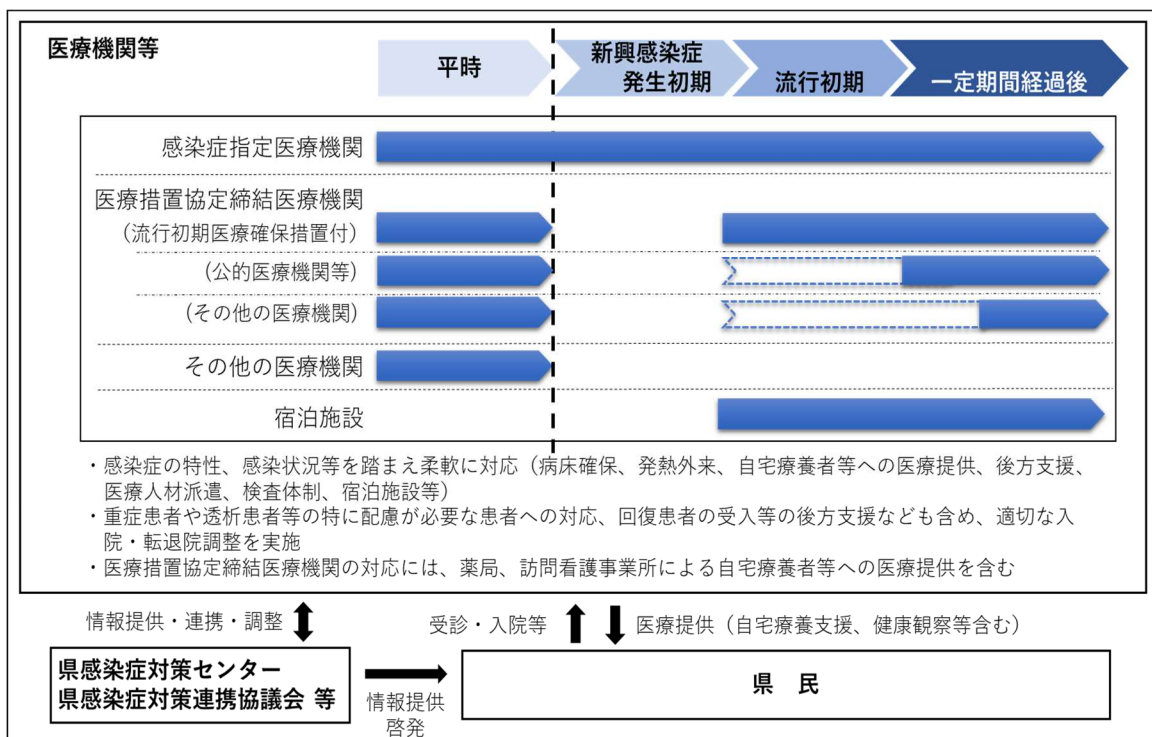 医療機関等
平時
新興感染症
発生初期
流行初期
一定期間経過後
感染症指定医療機関
医療措置協定締結医療機関
(流行初期医療確保措置付)
(公的医療機関等)
(その他の医療機関)
その他の医療機関
宿泊施設
・感染症の特性、感染状況等を踏まえ柔軟に対応（病床確保、発熱外来、自宅療養者等への医療提供、後方支援、
医療人材派遣、検査体制、宿泊施設等）
・重症患者や透析患者等の特に配慮が必要な患者への対応、回復患者の受入等の後方支援なども含め、適切な入
院・転退院調整を実施
・医療措置協定締結医療機関の対応には、薬局、訪問看護事業所による自宅療養者等への医療提供を含む
情報提供・連携・調整
受診・入院等
医療提供（自宅療養支援、健康観察等含む）
県感染症対策センター
県感染症対策連携協議会 等
情報提供
啓発
県　民